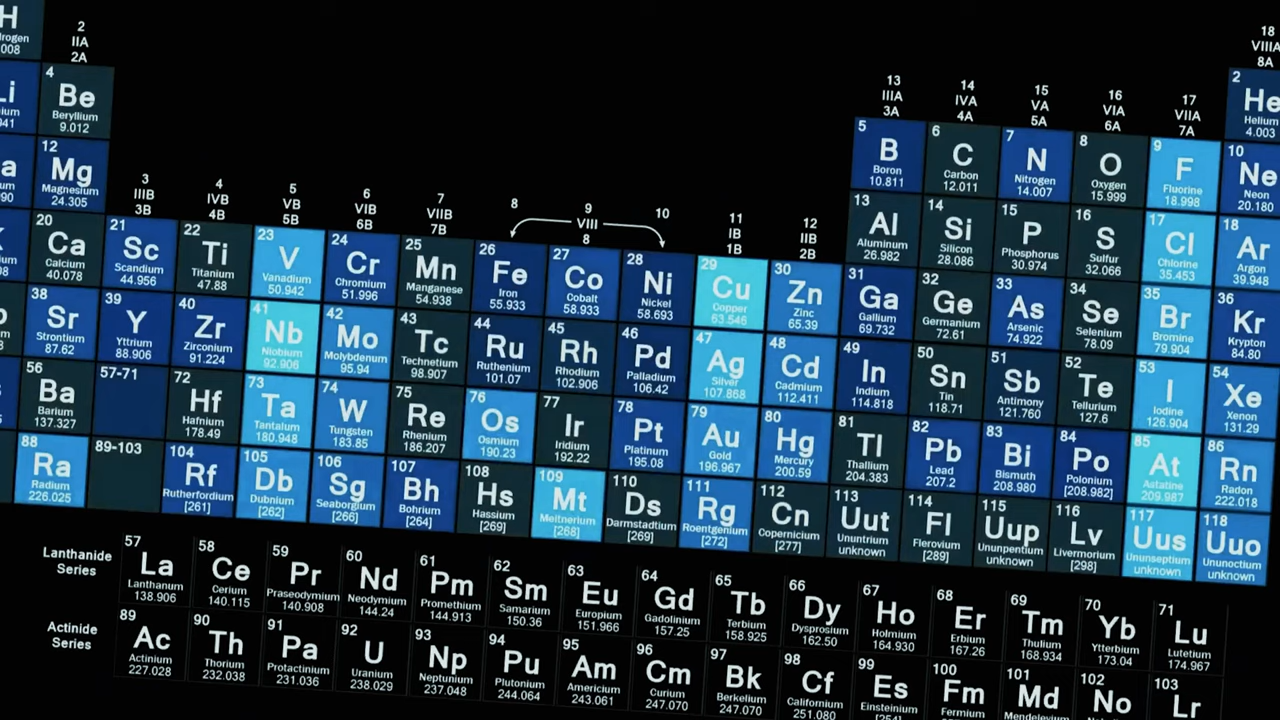 H
008
2
IIA
2A
18
VIIIA
8A
13
IIIA
3A
14
IVA
4A
15
VA
5A
16
VIA
6A
17
VIIA
7A
4
Be
Beryllium
9.012
5
B
Boron
10.811
6
C
Carbon
12.011
7
N
Nitrogen
14.007
8
O
Oxygen
15.999
9
F
Fluorine
18.998
2
He
Helium
4.003
10
Ne
Neon
20.180
12
Mg
Magnesium
24.305
3
IIIB
3B
4
IVB
4B
5
VB
5B
6
VIB
6B
7
VIIB
7B
8
9
VIII
8
10
11
IB
1B
12
IIB
2B
13
Al
Aluminum
26.982
14
Si
Silicon
28.086
15
P
Phosphorus
30.974
16
S
Sulfur
32.066
17
Cl
Chlorine
35.453
18
Ar
Argon
39.948
20
Ca
Calcium
40.078
21
Sc
Scandium
44.956
22
Ti
Titanium
47.88
23
V
Vanadium
50.942
24
Cr
Chromium
51.996
25
Mn
Manganese
54.938
26
Fe
Iron
55.933
27
Co
Cobalt
58.933
28
Ni
Nickel
58.693
29
Cu
Copper
63.546
30
Zn
Zinc
65.39
31
Ga
Gallium
69.732
32
Ge
Germanium
72.61
33
As
Arsenic
74.922
34
Se
Selenium
78.09
35
Br
Bromine
79.904
36
Kr
Krypton
84.80
38
Sr
Strontium
87.62
39
Y
Yttrium
88.906
40
Zr
Zirconium
91.224
41
Nb
Niobium
92.906
42
Mo
Molybdenum
95.94
43
Tc
Technetium
98.907
44
Ru
Ruthenium
101.07
45
Rh
Rhodium
102.906
46
Pd
Palladium
106.42
47
Ag
Silver
107.868
48
Cd
Cadmium
112.411
49
In
Indium
114.818
50
Sn
Tin
118.71
51
Sb
Antimony
121.760
52
Te
Tellurium
127.6
53
I
Iodine
126.904
54
Xe
Xenon
131.29
56
Ba
Barium
137.327
57-71
72
Hf
Hafnium
178.49
73
Ta
Tantalum
180.948
74
W
Tungsten
183.85
75
Re
Rhenium
186.207
76
Os
Osmium
190.23
77
Ir
Iridium
192.22
78
Pt
Platinum
195.08
79
Au
Gold
196.967
80
Hg
Mercury
200.59
81
Tl
Thallium
204.383
82
Pb
Lead
207.2
83
Bi
Bismuth
208.980
84
Po
Polonium
[208.982]
85
At
Astatine
209.987
86
Rn
Radon
222.018
88
Ra
Radium
226.025
89-103
104
Rf
Rutherfordium
[261]
105
Db
Dubnium
[262]
106
Sg
Seaborgium
[266]
107
Bh
Bohrium
[264]
108
Hs
Hassium
[269]
109
Mt
Meitnerium
[268]
110
Ds
Darmstadtium
[269]
111
Rg
Roentgenium
[272]
112
Cn
Copernicium
[277]
113
Uut
Ununtrium
unknown
114
Fl
Flerovium
[289]
115
Uup
Ununpentium
unknown
116
Lv
Livermorium
[298]
117
Uus
Ununseptium
unknown
118
Uuo
Ununoctium
unknown
Lanthanide
Series
57
La
Lanthanum
138.906
58
Ce
Cerium
140.115
59
Pr
Praseodymium
140.908
60
Nd
Neodymium
144.24
61
Pm
Promethium
144.913
62
Sm
Samarium
150.36
63
Eu
Europium
151.966
64
Gd
Gadolinium
157.25
65
Tb
Terbium
158.925
66
Dy
Dysprosium
162.50
67
Ho
Holmium
164.930
68
Er
Erbium
167.26
69
Tm
Thulium
168.934
70
Yb
Ytterbium
173.04
71
Lu
Lutetium
174.967
Actinide
Series
89
Ac
Actinium
227.028
90
Th
Thorium
232.038
91
Pa
Protactinium
231.036
92
U
Uranium
238.029
93
Np
Neptunium
237.048
94
Pu
Plutonium
244.064
95
Am
Americium
243.061
96
Cm
Curium
247.070
97
Bk
Berkelium
247.070
98
Cf
Californium
251.080
99
Es
Einsteinium
100
Fm
Fermium
101
Md
Mendelevium
102
No
103
Lr